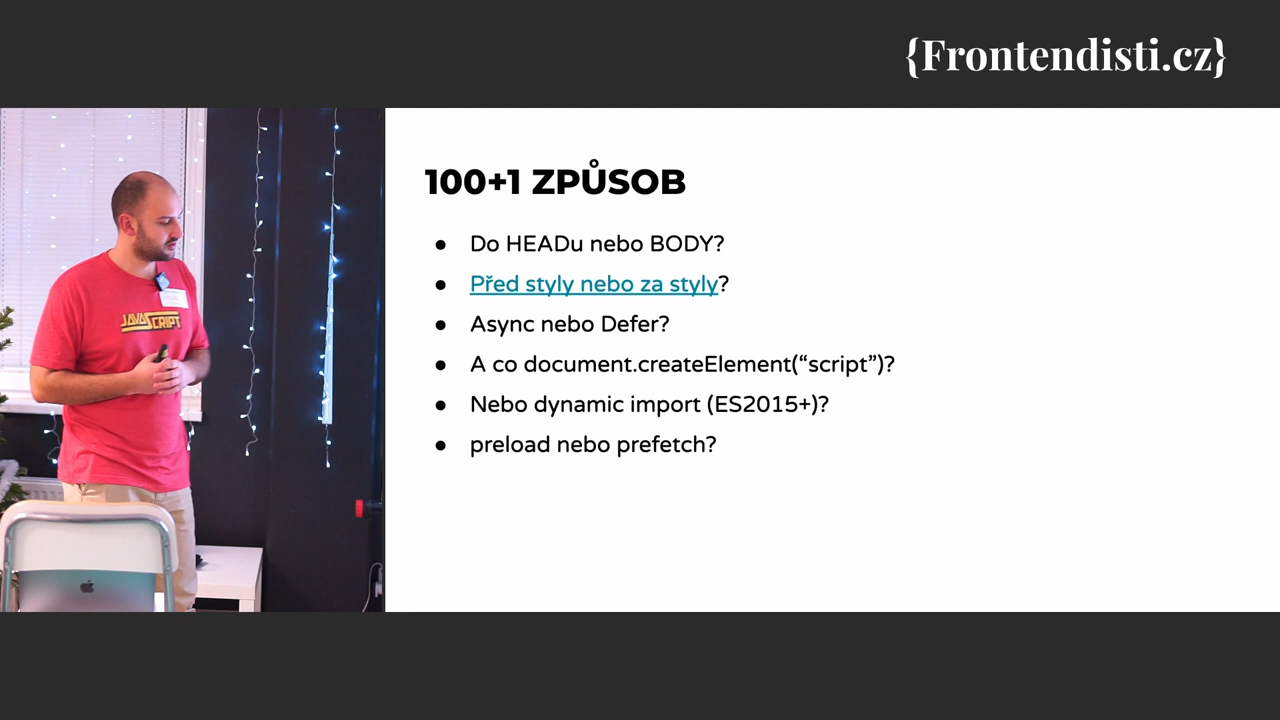 {Frontendisti.cz}
100+1 ZPŮSOB
● Do HEADu nebo BODY?
● Před styly nebo za styly?
● Async nebo Defer?
● A co document.createElement(“script”)?
● Nebo dynamic import (ES2015+)?
● preload nebo prefetch?
JAVASCRIPT